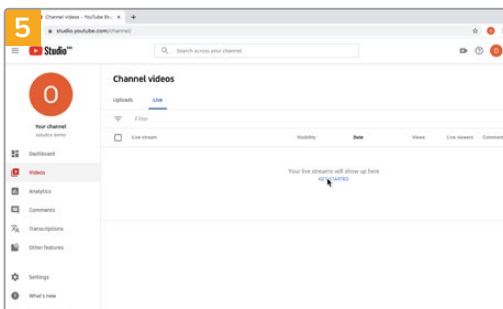 5
Channel videos - YouTube Stu
studio.youtube.com/channel/
Studio
Search across your channel
O
Channel videos
Uploads Live
Filter
Live stream Visibility Date Views Live viewers Comment
Your live streams will show up here
GET STARTED
O
Your channel
Dashboard
Videos
Analytics
Comments
Transcriptions
Other features
Settings
What's new